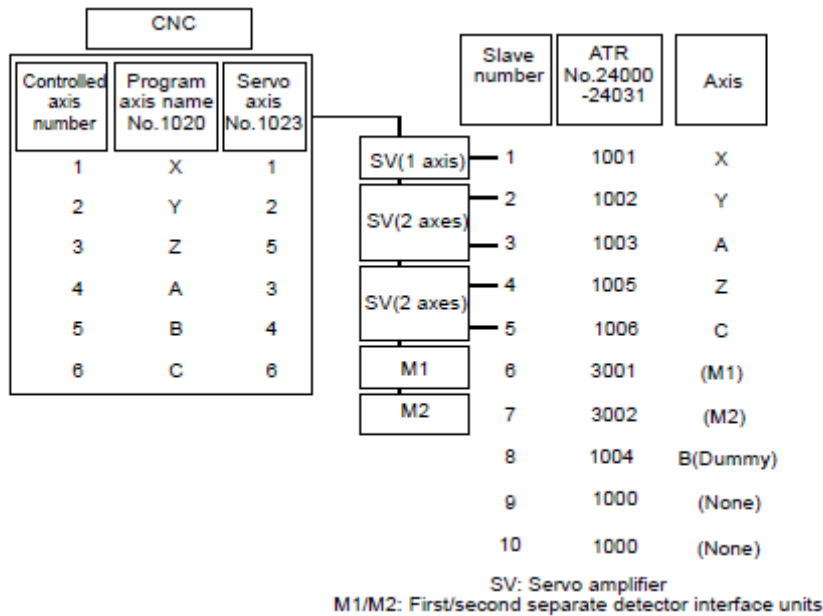 CNC
Controlled axis number
Program axis name No.1020
Servo axis No.1023
1 X 1
2 Y 2
3 Z 5
4 A 3
5 B 4
6 C 6
SV(1 axis)
SV(2 axes)
SV(2 axes)
M1
M2
Slave number
ATR No.24000 -24031
Axis
1 1001 X
2 1002 Y
3 1003 A
4 1005 Z
5 1006 C
6 3001 (M1)
7 3002 (M2)
8 1004 B(Dummy)
9 1000 (None)
10 1000 (None)
SV: Servo amplifier
M1/M2: First/second separate detector interface units